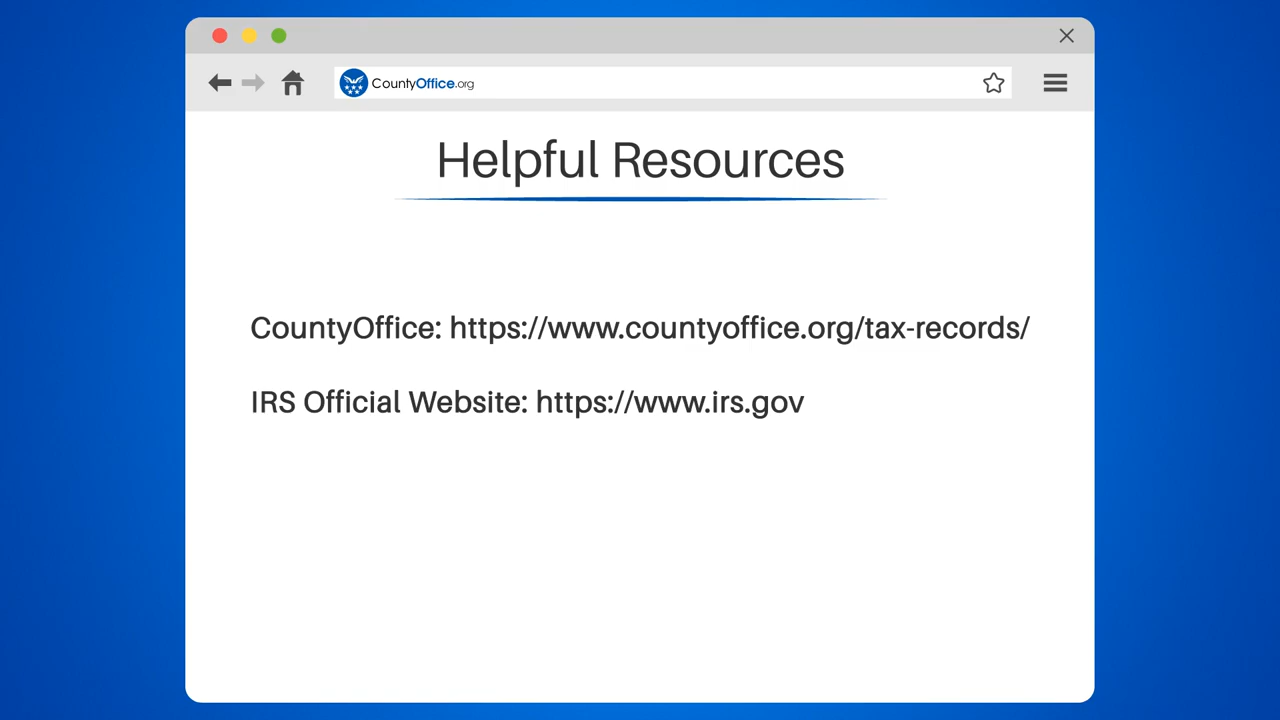 CountyOffice.org
Helpful Resources
CountyOffice: https://www.countyoffice.org/tax-records/
IRS Official Website: https://www.irs.gov